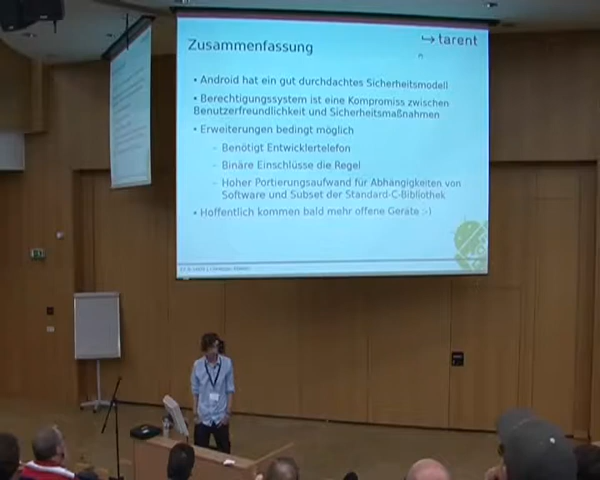 Zusammenfassung
tarent
• Android hat ein gut durchdachtes Sicherheitsmodell
• Berechtigungssystem ist eine Kompromiss zwischen
Benutzerfreundlichkeit und Sicherheitsmaßnahmen
• Erweiterungen bedingt möglich
– Benötigt Entwicklertelefon
– Binäre Einschlüsse die Regel
– Hoher Portierungsaufwand für Abhängigkeiten von
Software und Subset der Standard-C-Bibliothek
• Hoffentlich kommen bald mehr offene Geräte :-)